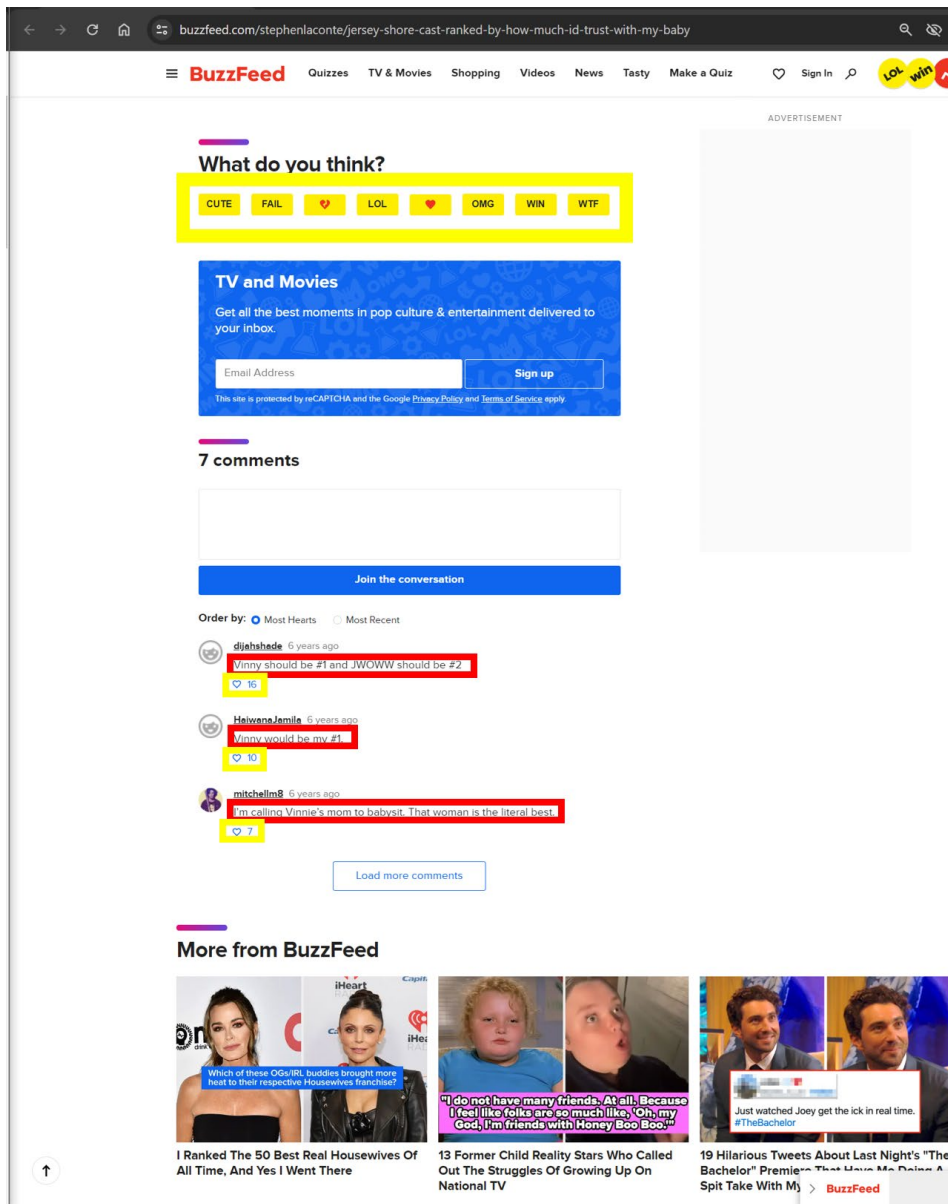 buzzfeed.com/stephenlaconte/jersey-shore-cast-ranked-by-how-much-id-trust-with-my-baby
BuzzFeed Quizzes TV & Movies Shopping Videos News Tasty Make a Quiz Sign In LOL win
ADVERTISEMENT
What do you think?
CUTE FAIL LOL OMG WIN WTF
TV and Movies
Get all the best moments in pop culture & entertainment delivered to
your inbox.
Email Address Sign up
This site is protected by reCAPTCHA and the Google Privacy Policy and Terms of Service apply.
7 comments
Join the conversation
Order by: Most Hearts Most Recent
dijahshade 6 years ago
Vinny should be #1 and JWOWW should be #2
16
HaiwanaJamila 6 years ago
Vinny would be my #1.
10
mitchellm8 6 years ago
I'm calling Vinnie's mom to babysit. That woman is the literal best.
7
Load more comments
More from BuzzFeed
iHeart
Which of these OGs/IRL buddies brought more
heat to their respective Housewives franchise?
"I do not have many friends. At all. Because
I feel like folks are so much like, 'Oh, my
God, I'm friends with Honey Boo Boo.'"
Just watched Joey get the ick in real time.
#TheBachelor
I Ranked The 50 Best Real Housewives Of
All Time, And Yes I Went There
13 Former Child Reality Stars Who Called
Out The Struggles Of Growing Up On
National TV
19 Hilarious Tweets About Last Night's "The
Bachelor" Premiere That Have Me Doing A
Spit Take With My
BuzzFeed